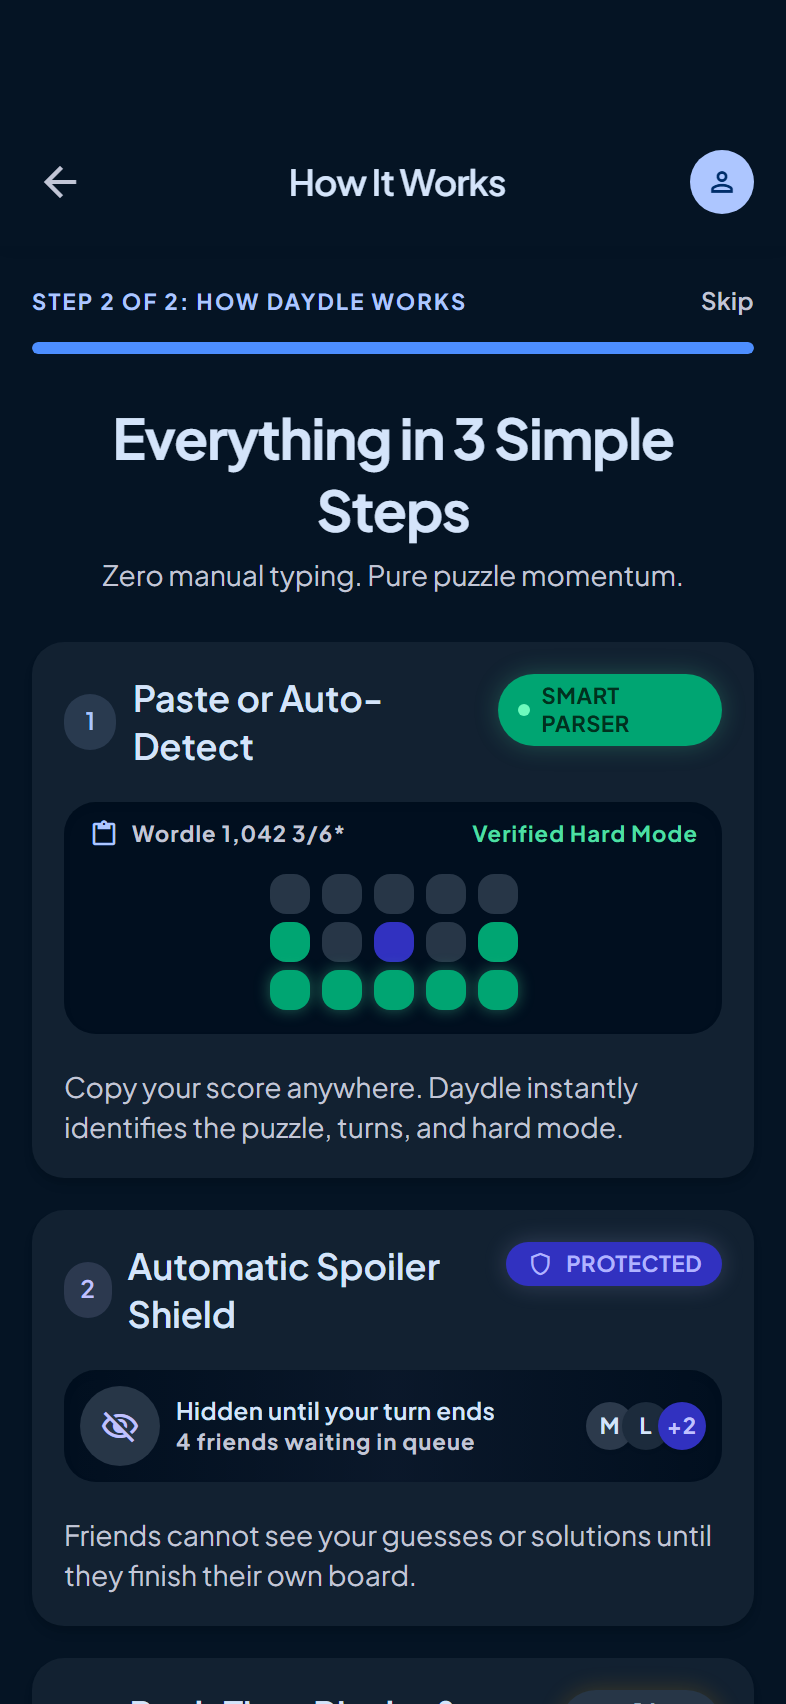 How It Works
STEP 2 OF 2: HOW DAYDLE WORKS
Skip
Everything in 3 Simple
Steps
Zero manual typing. Pure puzzle momentum.
1
Paste or Auto-
Detect
SMART
PARSER
Wordle 1,042 3/6*
Verified Hard Mode
Copy your score anywhere. Daydle instantly
identifies the puzzle, turns, and hard mode.
2
Automatic Spoiler
Shield
PROTECTED
Hidden until your turn ends
4 friends waiting in queue
M L +2
Friends cannot see your guesses or solutions until
they finish their own board.